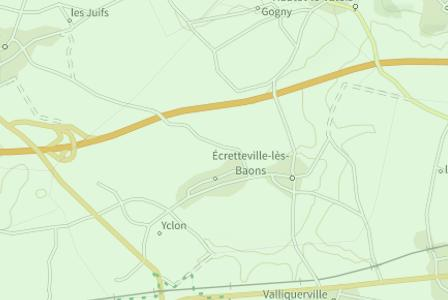 les Juifs
Gogny
Écretteville-lès-
Baons
Yclon
Valliquerville